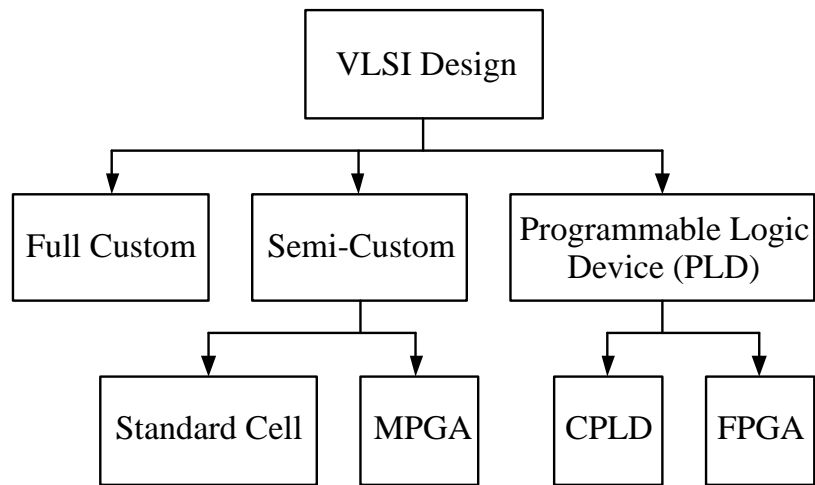 VLSI Design
Full Custom
Semi-Custom
Programmable Logic
Device (PLD)
Standard Cell
MPGA
CPLD
FPGA